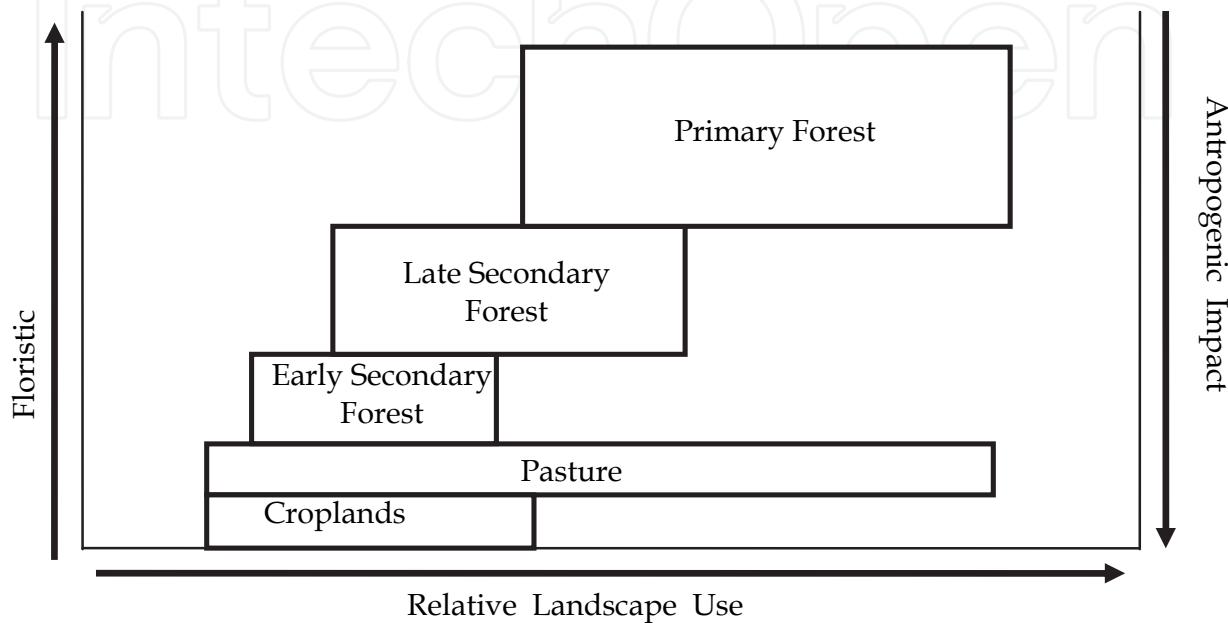 IntechOpen
Primary Forest
Late Secondary
Forest
Early Secondary
Forest
Pasture
Croplands
Floristic
Antropogenic Impact
Relative Landscape Use